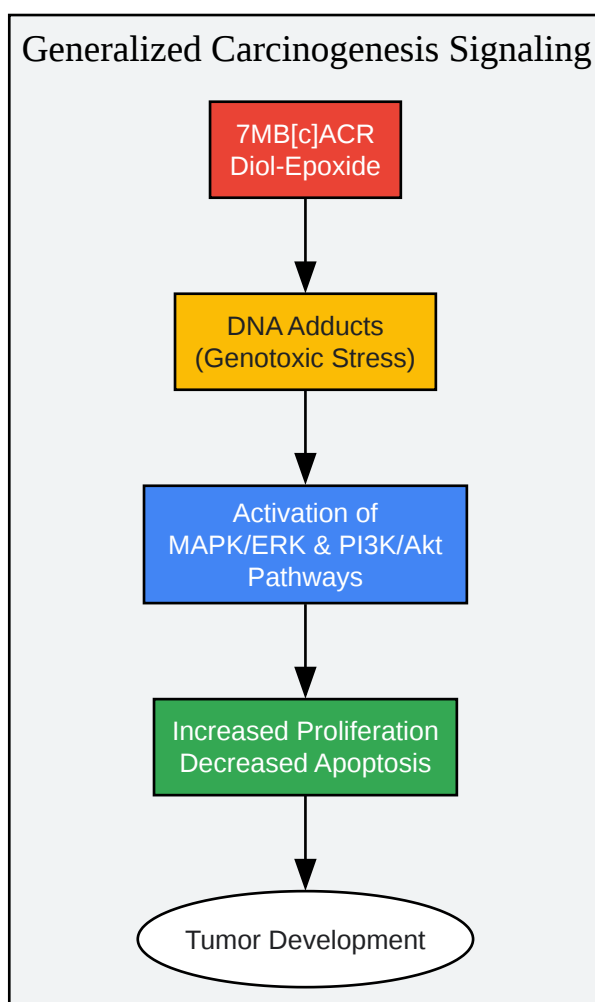 Generalized Carcinogenesis Signaling
7MB[c]ACR
Diol-Epoxide
DNA Adducts
(Genotoxic Stress)
Activation of
MAPK/ERK & PI3K/Akt
Pathways
Increased Proliferation
Decreased Apoptosis
Tumor Development